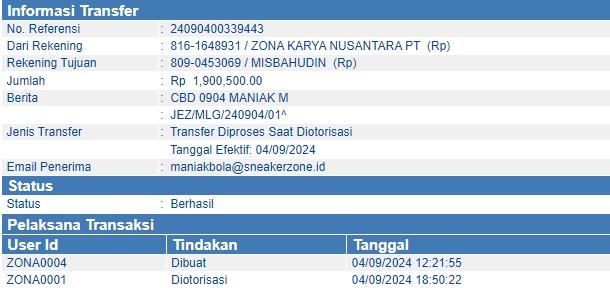 Informasi Transfer
No. Referensi : 24090400339443
Dari Rekening : 816-1648931 / ZONA KARYA NUSANTARA PT (Rp)
Rekening Tujuan : 809-0453069 / MISBAHUDIN (Rp)
Jumlah : Rp 1,900,500.00
Berita : CBD 0904 MANIAK M
: JEZ/MLG/240904/01^
Jenis Transfer : Transfer Diproses Saat Diotorisasi
Tanggal Efektif: 04/09/2024
Email Penerima : maniakbola@sneakerzone.id
Status
Status : Berhasil
Pelaksana Transaksi
User Id Tindakan Tanggal
ZONA0004 Dibuat 04/09/2024 12:21:55
ZONA0001 Diotorisasi 04/09/2024 18:50:22